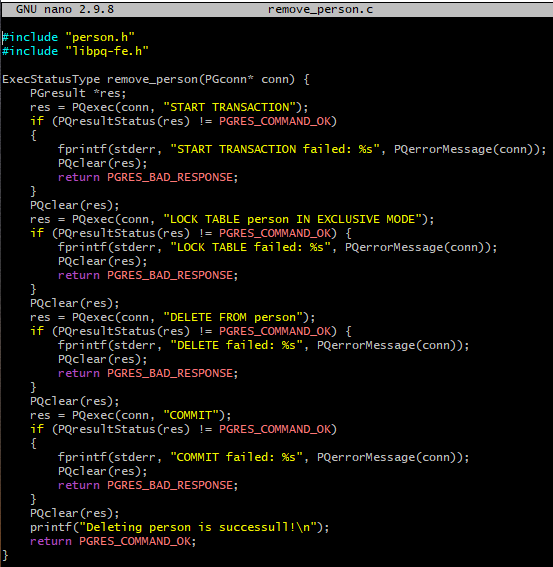 GNU nano 2.9.8 remove_person.c
#include "person.h"
#include "libpq-fe.h"
ExecStatusType remove_person(PGconn* conn) {
PGresult *res;
res = PQexec(conn, "START TRANSACTION");
if (PQresultStatus(res) != PGRES_COMMAND_OK)
{
fprintf(stderr, "START TRANSACTION failed: %s", PQerrorMessage(conn));
PQclear(res);
return PGRES_BAD_RESPONSE;
}
PQclear(res);
res = PQexec(conn, "LOCK TABLE person IN EXCLUSIVE MODE");
if (PQresultStatus(res) != PGRES_COMMAND_OK) {
fprintf(stderr, "LOCK TABLE failed: %s", PQerrorMessage(conn));
PQclear(res);
return PGRES_BAD_RESPONSE;
}
PQclear(res);
res = PQexec(conn, "DELETE FROM person");
if (PQresultStatus(res) != PGRES_COMMAND_OK) {
fprintf(stderr, "DELETE failed: %s", PQerrorMessage(conn));
PQclear(res);
return PGRES_BAD_RESPONSE;
}
PQclear(res);
res = PQexec(conn, "COMMIT");
if (PQresultStatus(res) != PGRES_COMMAND_OK)
{
fprintf(stderr, "COMMIT failed: %s", PQerrorMessage(conn));
PQclear(res);
return PGRES_BAD_RESPONSE;
}
PQclear(res);
printf("Deleting person is successull!\n");
return PGRES_COMMAND_OK;
}